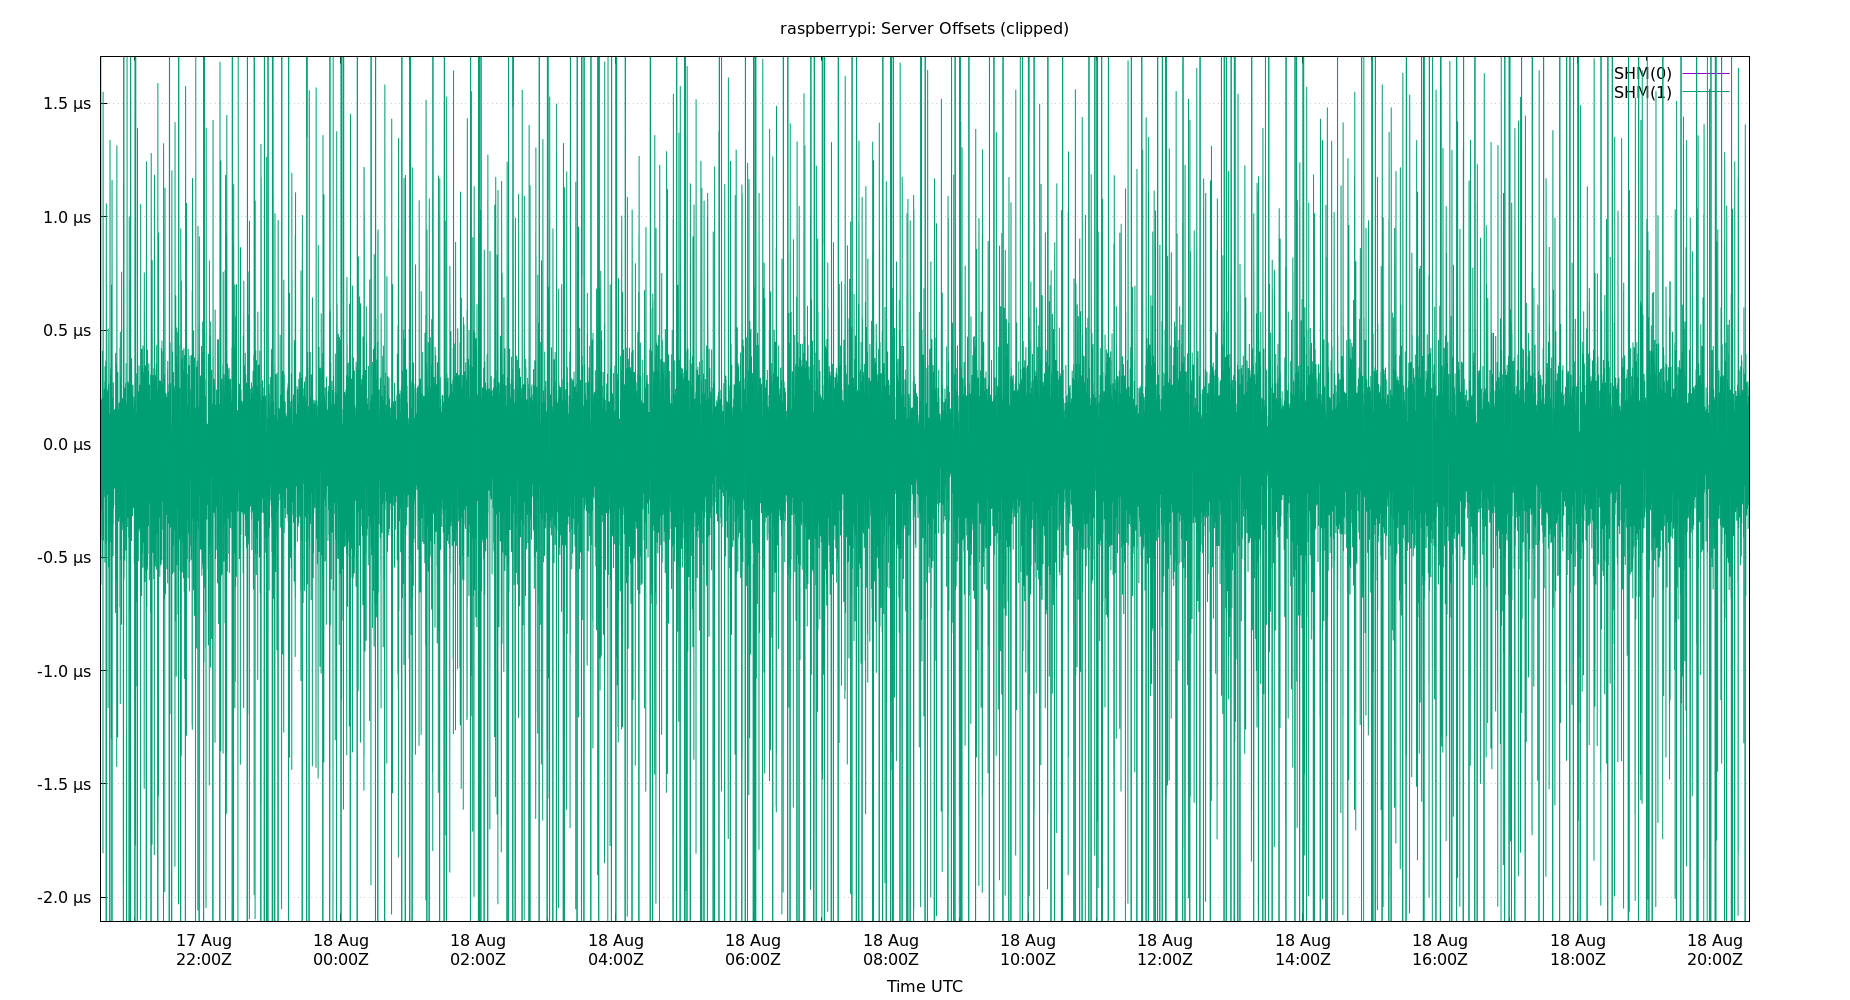 raspberrypi: Server Offsets (clipped)
SHM(0)
SHM(1)
1.5 µs
1.0 µs
0.5 µs
0.0 µs
-0.5 µs
-1.0 µs
-1.5 µs
-2.0 µs
17 Aug 18 Aug 18 Aug 18 Aug 18 Aug 18 Aug 18 Aug 18 Aug 18 Aug 18 Aug 18 Aug 18 Aug
22:00Z 00:00Z 02:00Z 04:00Z 06:00Z 08:00Z 10:00Z 12:00Z 14:00Z 16:00Z 18:00Z 20:00Z
Time UTC